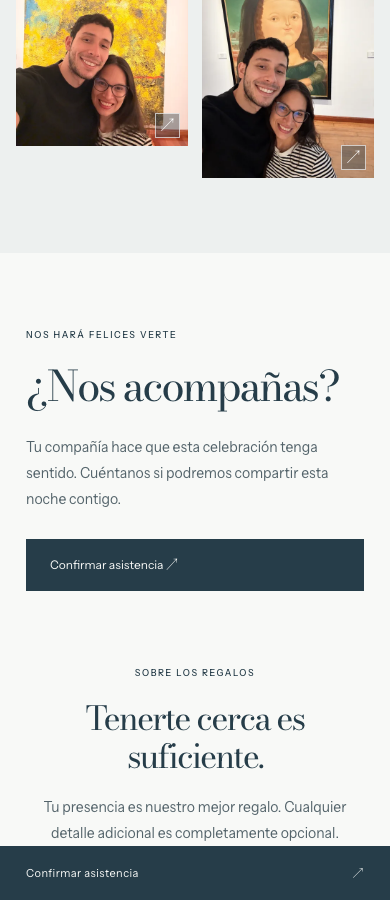 NOS HARÁ FELICES VERTE
¿Nos acompañas?
Tu compañía hace que esta celebración tenga
sentido. Cuéntanos si podremos compartir esta
noche contigo.
Confirmar asistencia
SOBRE LOS REGALOS
Tenerte cerca es
suficiente.
Tu presencia es nuestro mejor regalo. Cualquier
detalle adicional es completamente opcional.
Confirmar asistencia